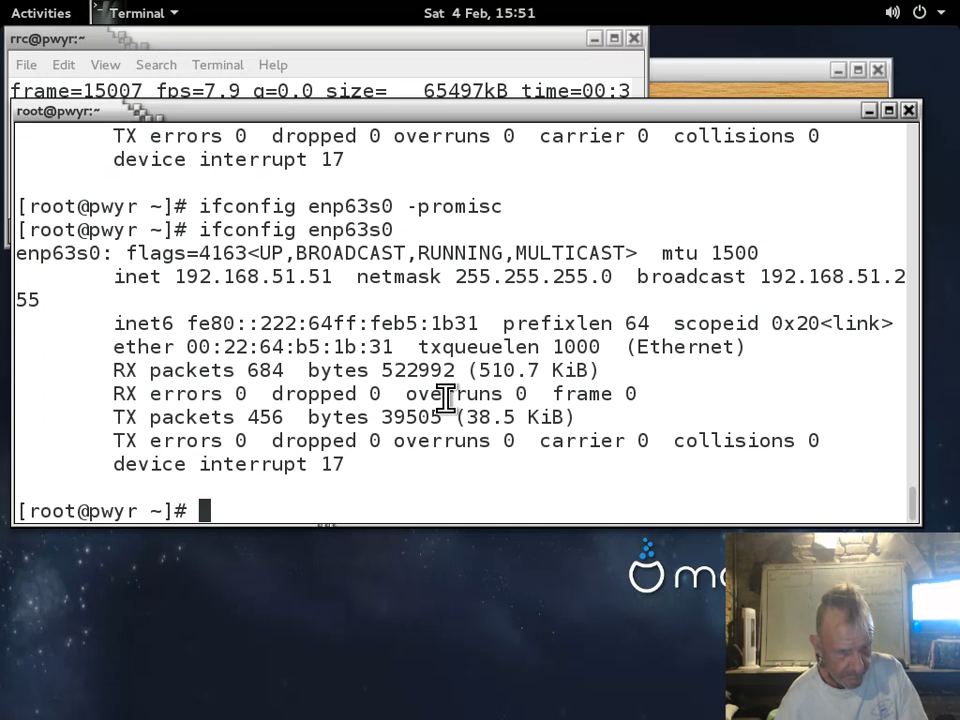 Activities Terminal Sat 4 Feb, 15:51
rrc@pwyr:~
File Edit View Search Terminal Help
frame=15007 fps=7.9 q=0.0 size= 65497kB time=00:3
root@pwyr:~
TX errors 0 dropped 0 overruns 0 carrier 0 collisions 0
device interrupt 17
[root@pwyr ~]# ifconfig enp63s0 -promisc
[root@pwyr ~]# ifconfig enp63s0
enp63s0: flags=4163<UP,BROADCAST,RUNNING,MULTICAST> mtu 1500
inet 192.168.51.51 netmask 255.255.255.0 broadcast 192.168.51.2
55
inet6 fe80::222:64ff:feb5:1b31 prefixlen 64 scopeid 0x20<link>
ether 00:22:64:b5:1b:31 txqueuelen 1000 (Ethernet)
RX packets 684 bytes 522992 (510.7 KiB)
RX errors 0 dropped 0 overruns 0 frame 0
TX packets 456 bytes 39505 (38.5 KiB)
TX errors 0 dropped 0 overruns 0 carrier 0 collisions 0
device interrupt 17
[root@pwyr ~]#